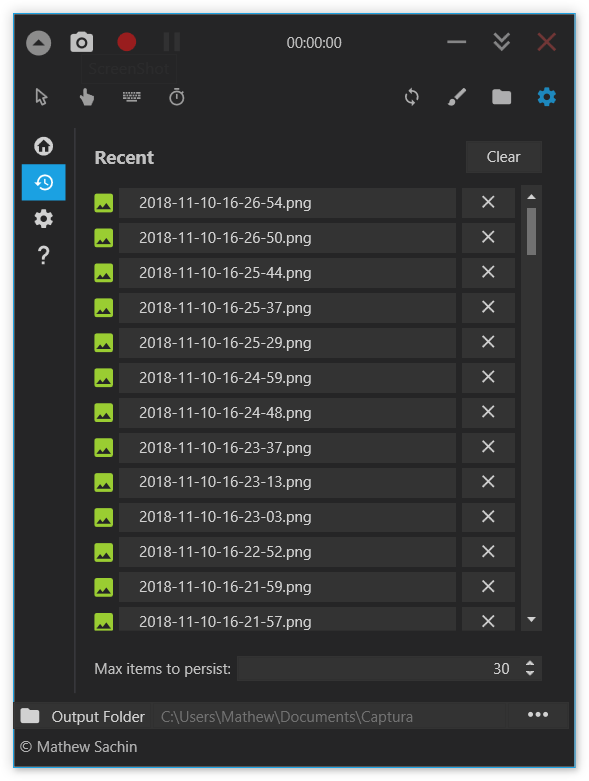 00:00:00
ScreenShot
Recent
Clear
2018-11-10-16-26-54.png
2018-11-10-16-26-50.png
2018-11-10-16-25-44.png
2018-11-10-16-25-37.png
2018-11-10-16-25-29.png
2018-11-10-16-24-59.png
2018-11-10-16-24-48.png
2018-11-10-16-23-37.png
2018-11-10-16-23-13.png
2018-11-10-16-23-03.png
2018-11-10-16-22-52.png
2018-11-10-16-21-59.png
2018-11-10-16-21-57.png
Max items to persist: 30
Output Folder C:\Users\Mathew\Documents\Captura •••
© Mathew Sachin